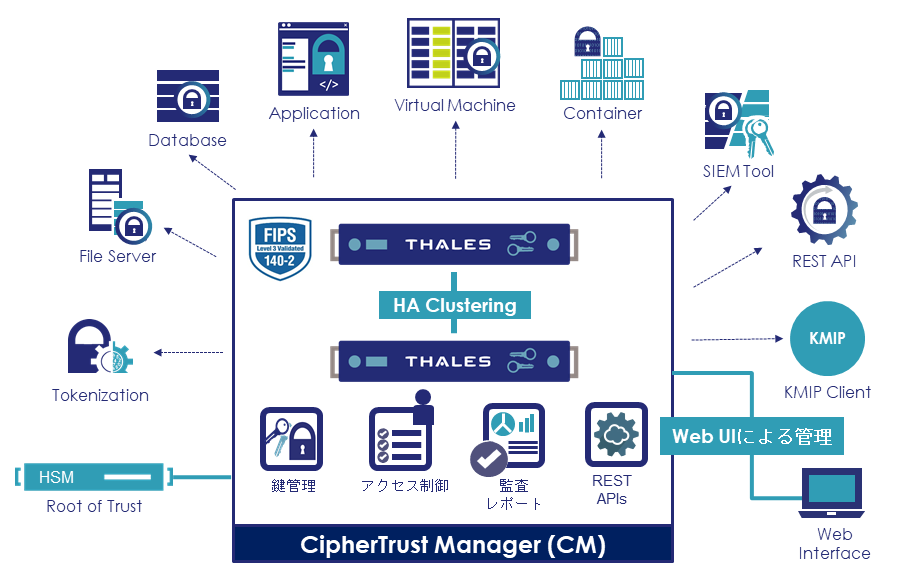 Application
</>
Virtual Machine
Container
Database
SIEM Tool
File Server
REST API
FIPS
Level 3 Validated
140-2
THALES
HA Clustering
THALES
Tokenization
KMIP
KMIP Client
Web UIによる管理
鍵管理
アクセス制御
監査
レポート
REST
APIs
HSM
Root of Trust
Web
Interface
CipherTrust Manager (CM)